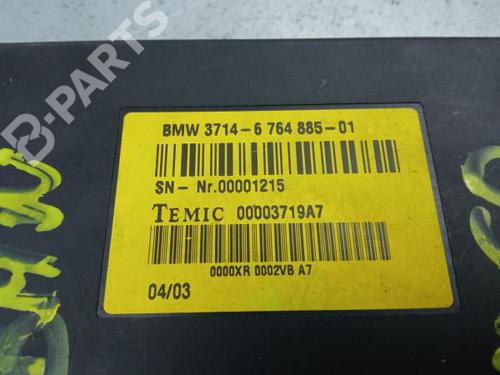 B-PARTS
BMW 3714-6 764 885-01
SN- Nr.00001215
TEMIC 00003719A7
0000XR 0002VB A7
04/03